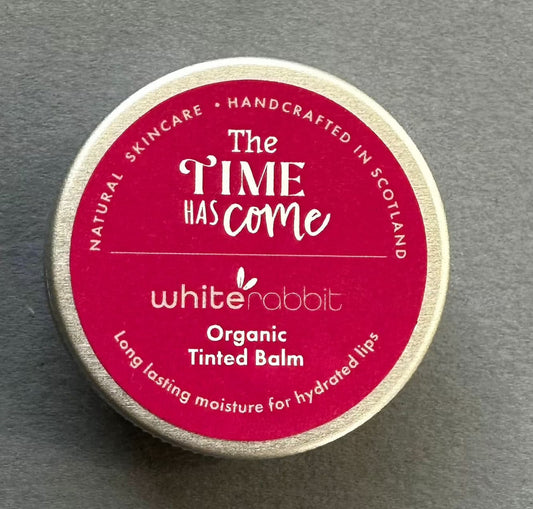 NATURAL SKINCARE • HANDCRAFTED IN SCOTLAND
The
TIME
HAS come
whiterabbit
Organic
Tinted Balm
Long lasting moisture for hydrated lips